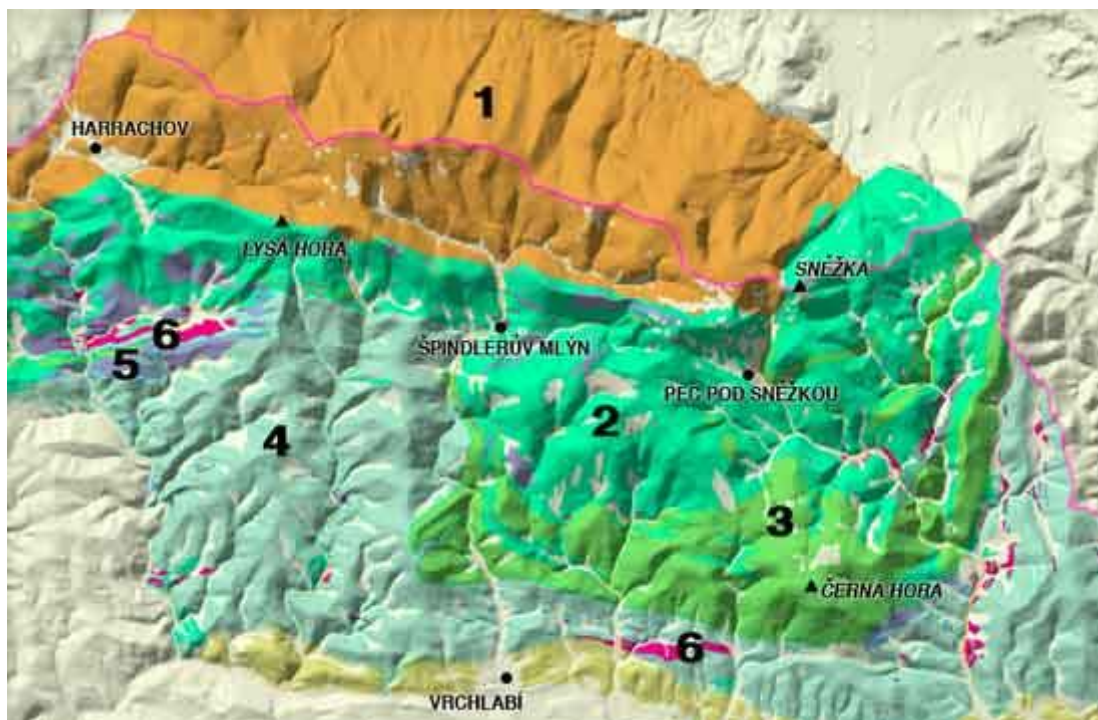 1
HARRACHOV
LYSÁ HORA
SNĚŽKA
6
ŠPINDLERŮV MLÝN
5
PEC POD SNĚŽKOU
2
4
3
ČERNÁ HORA
6
VRCHLABÍ